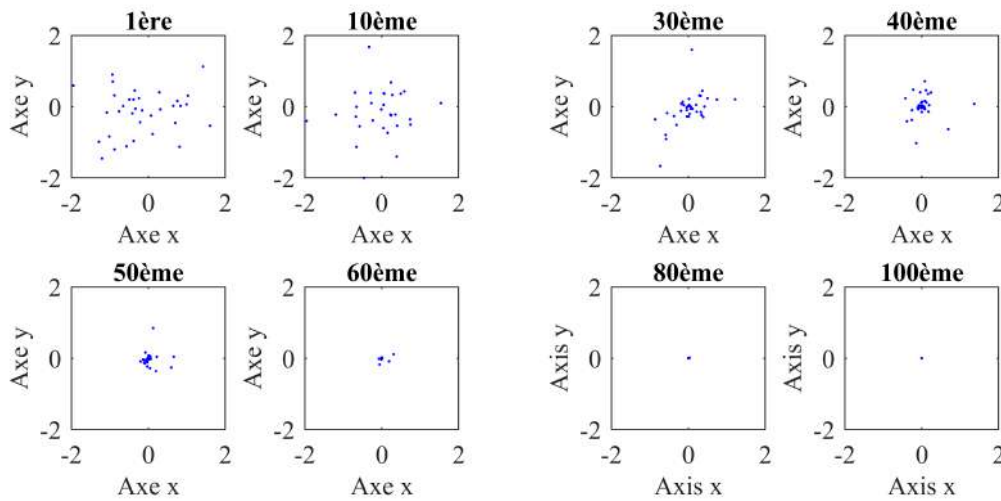 1ère 10ème 30ème 40ème
2 2 2 2
Axe y Axe y Axe y Axe y
0 0 0 0
-2 -2 -2 -2
-2 0 2 -2 0 2 -2 0 2 -2 0 2
Axe x Axe x Axe x Axe x
50ème 60ème 80ème 100ème
2 2 2 2
Axe y Axe y Axis y Axis y
0 0 0 0
-2 -2 -2 -2
-2 0 2 -2 0 2 -2 0 2 -2 0 2
Axe x Axe x Axis x Axis x